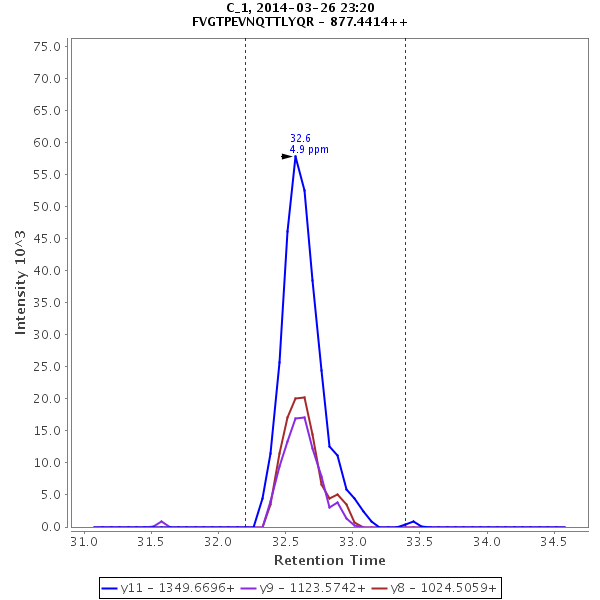 C_1, 2014-03-26 23:20
FVGTPEVNQTTLYQR - 877.4414++
75.0
70.0
65.0
60.0
55.0
50.0
45.0
40.0
35.0
30.0
25.0
20.0
15.0
10.0
5.0
0.0
Intensity 10^3
32.6
4.9 ppm
31.0 31.5 32.0 32.5 33.0 33.5 34.0 34.5
Retention Time
y11 - 1349.6696+ y9 - 1123.5742+ y8 - 1024.5059+